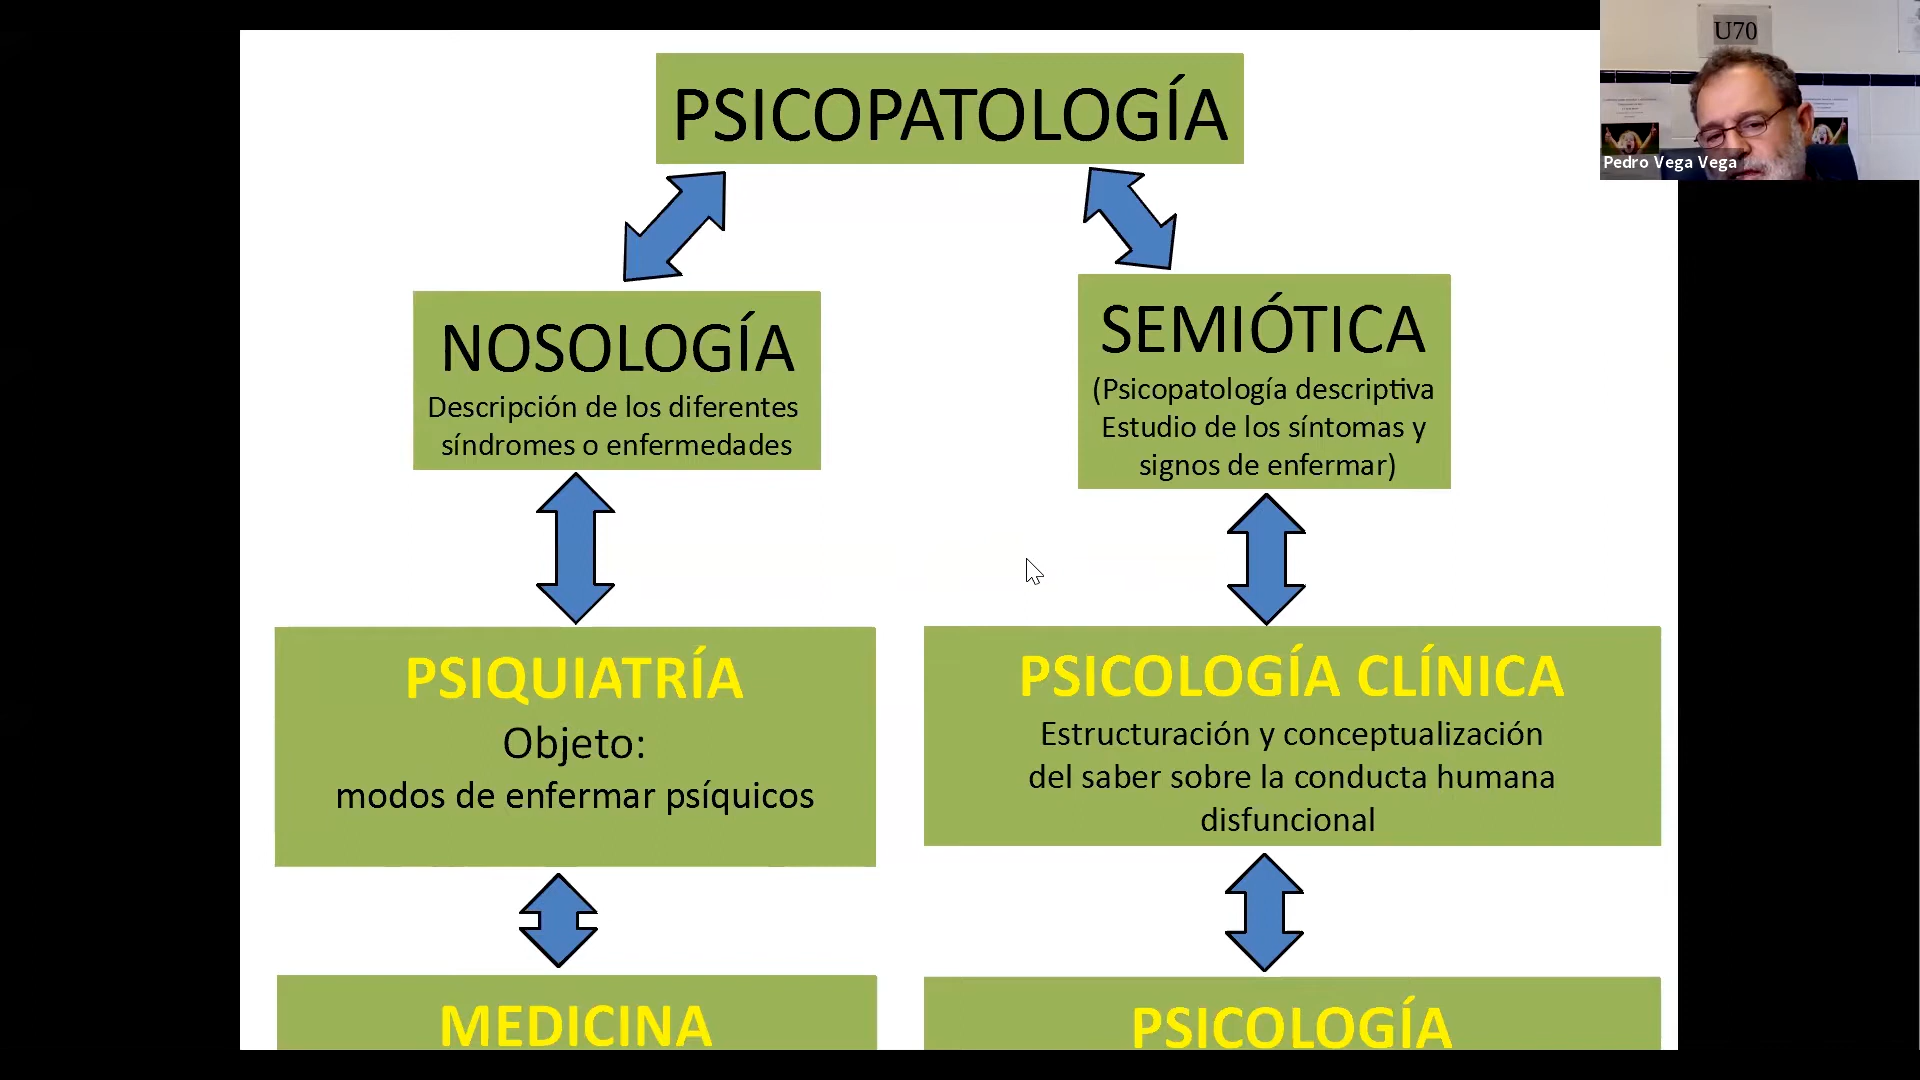 PSICOPATOLOGÍA
U70
Pedro Vega Vega
NOSOLOGÍA
Descripción de los diferentes
síndromes o enfermedades
SEMIÓTICA
(Psicopatología descriptiva
Estudio de los síntomas y
signos de enfermar)
PSIQUIATRÍA
Objeto:
modos de enfermar psíquicos
PSICOLOGÍA CLÍNICA
Estructuración y conceptualización
del saber sobre la conducta humana
disfuncional
MEDICINA
PSICOLOGÍA